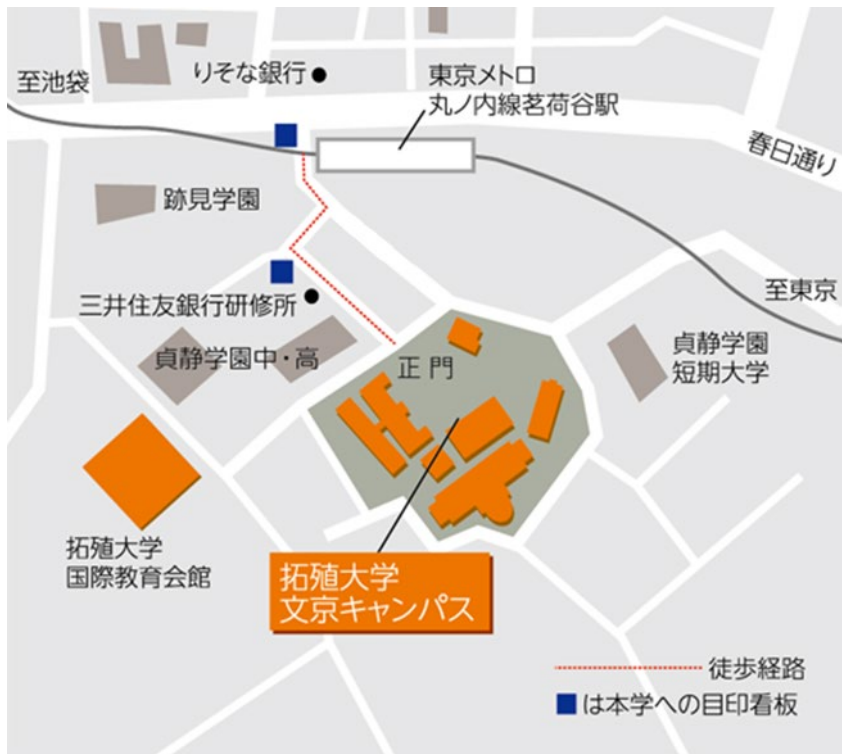 至池袋
りそな銀行
東京メトロ
丸ノ内線茗荷谷駅
春日通り
跡見学園
三井住友銀行研修所
至東京
貞静学園中・高
正門
貞静学園
短期大学
拓殖大学
国際教育会館
拓殖大学
文京キャンパス
徒歩経路
は本学への目印看板